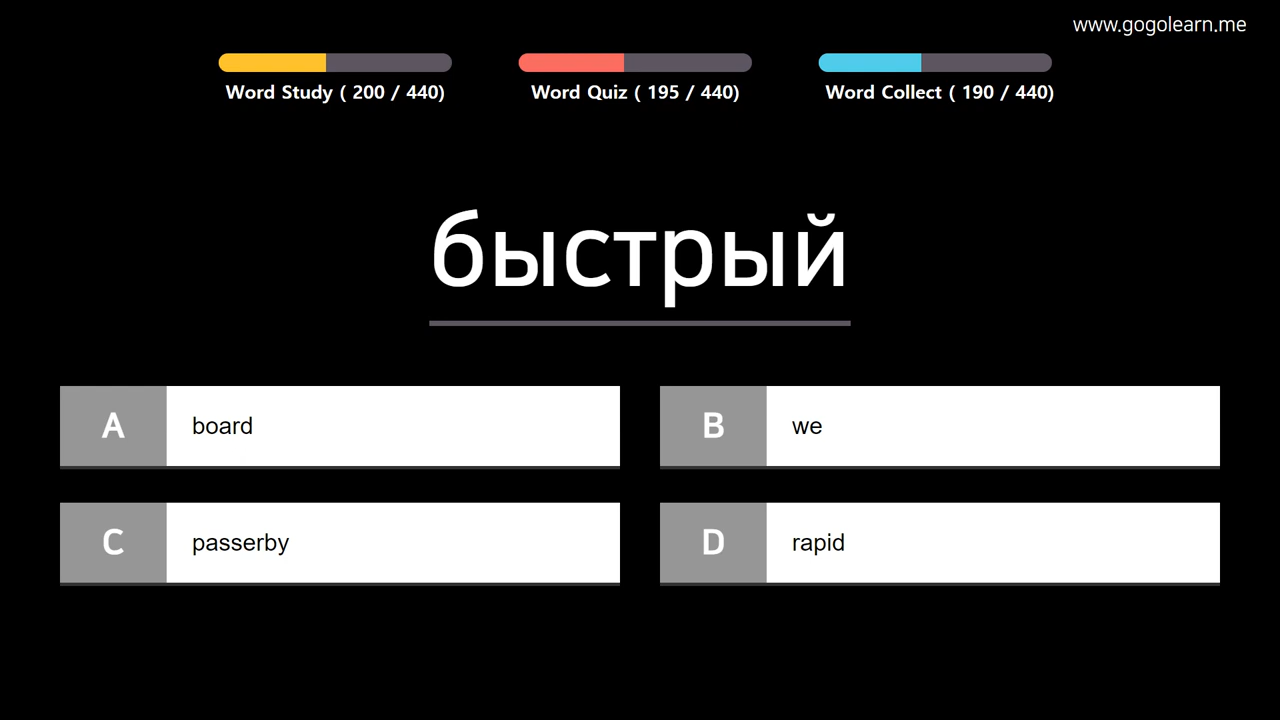 www.gogolearn.me
Word Study ( 200 / 440)
Word Quiz ( 195 / 440)
Word Collect ( 190 / 440)
быстрый
A board
B we
C passerby
D rapid